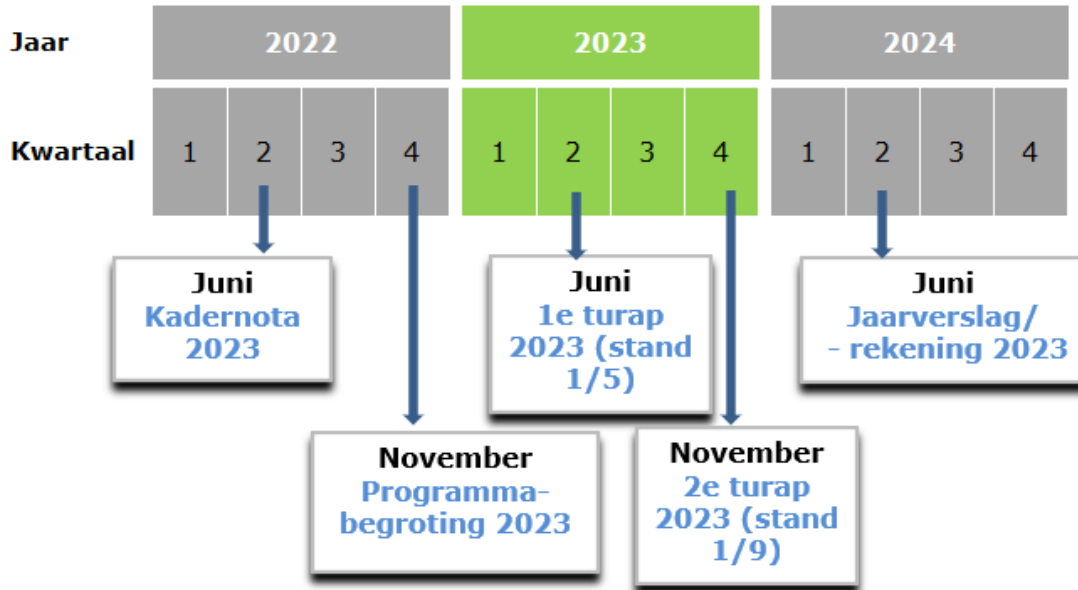 Jaar 2022 2023 2024
Kwartaal 1 2 3 4 1 2 3 4 1 2 3 4
Juni
Kadernota
2023
November
Programma-
begroting 2023
Juni
1e turap
2023 (stand
1/5)
November
2e turap
2023 (stand
1/9)
Juni
Jaarverslag/
- rekening 2023